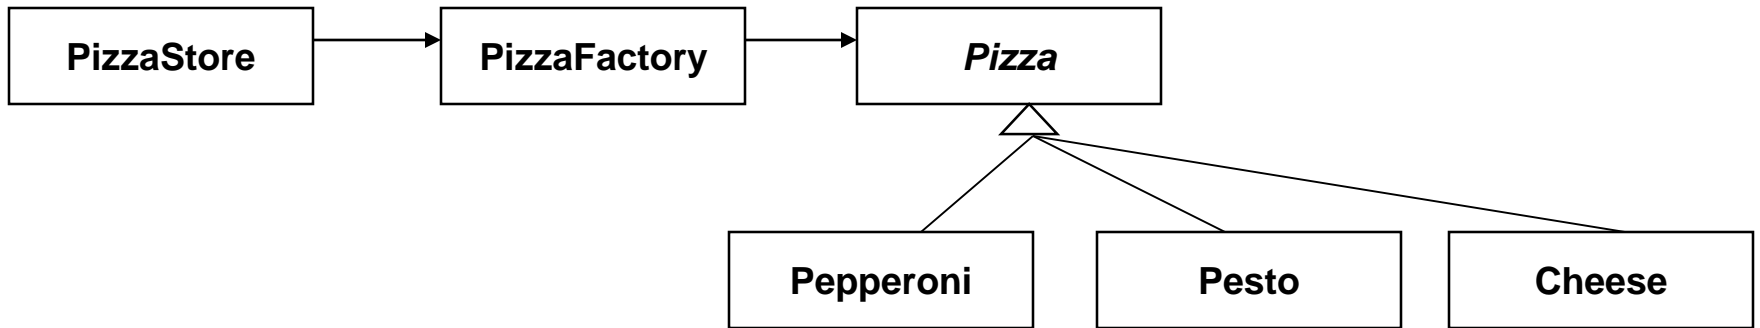 PizzaStore
PizzaFactory
Pizza
Pepperoni
Pesto
Cheese